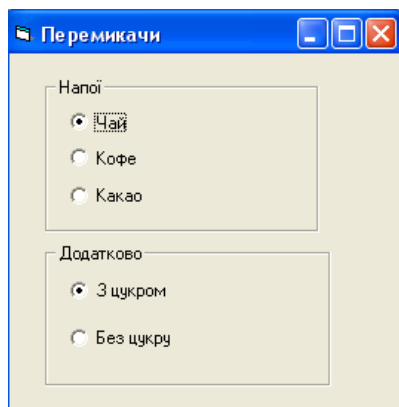 Перемикачи
Напої
Чай
Кофе
Какао
Додатково
З цукром
Без цукру